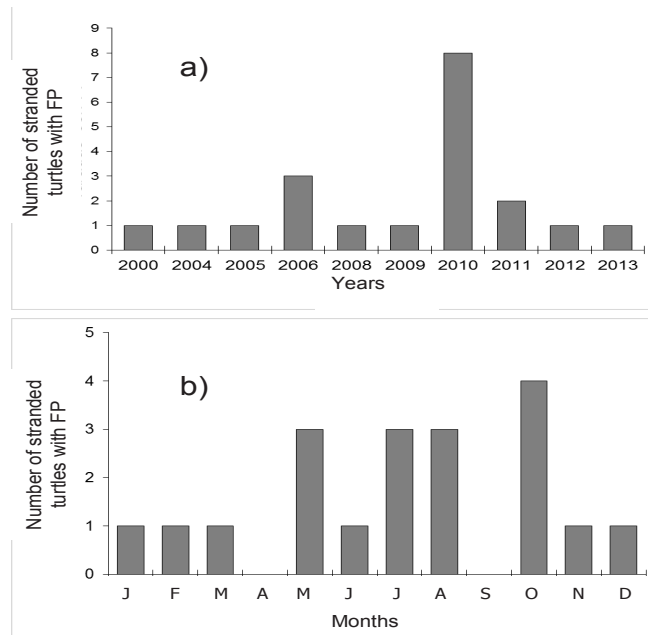 Number of stranded
turtles with FP
a)
9
8
7
6
5
4
3
2
1
0
2000 2004 2005 2006 2008 2009 2010 2011 2012 2013
Years
Number of stranded
turtles with FP
b)
5
4
3
2
1
0
J F M A M J J A S O N D
Months